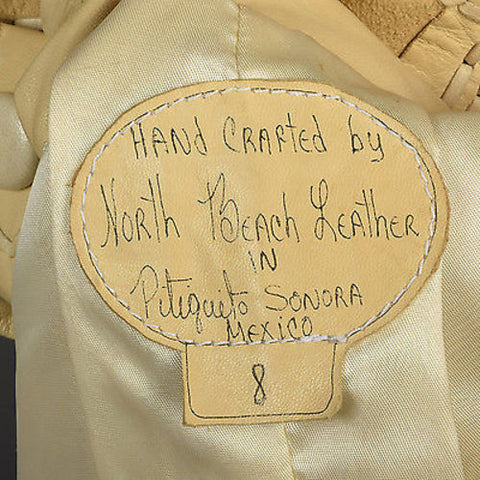 HANd CRAFTED by
NORTH BEACH LEATHER
IN
Pitiquito SONORA
MEXICO
8